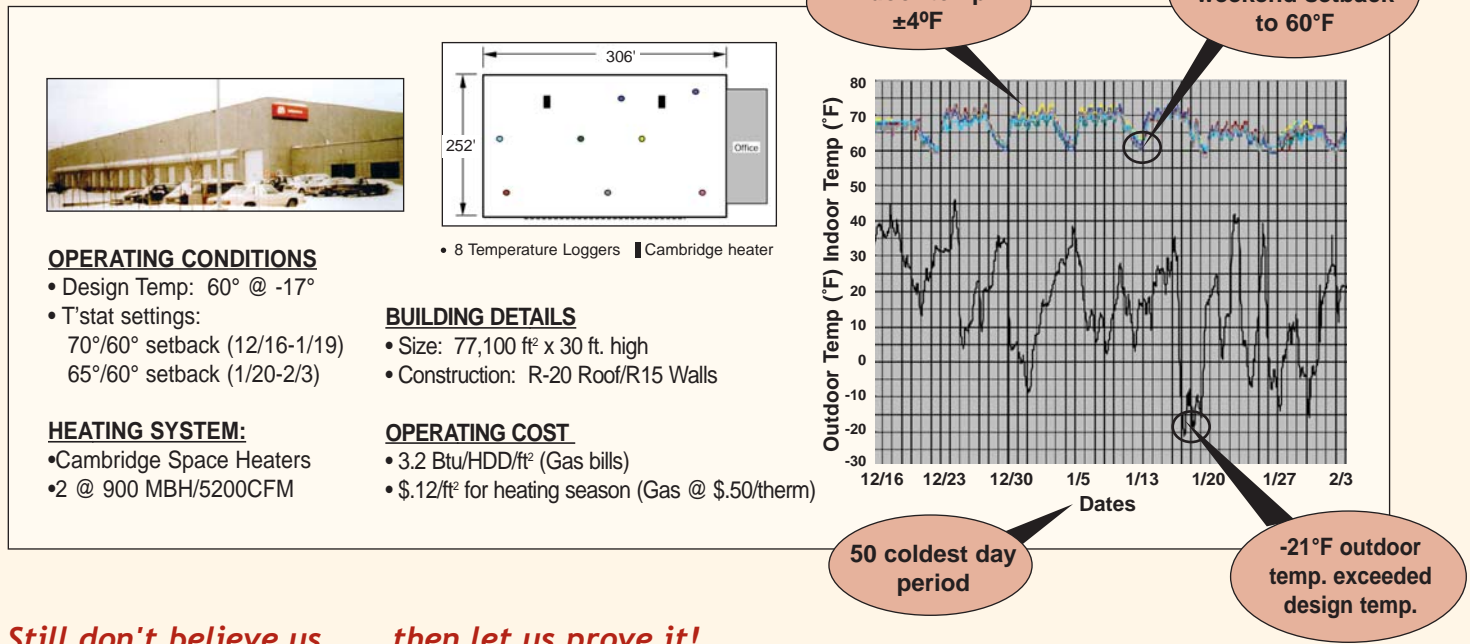 ±4ºF
weekend setback
to 60°F
306'
252'
Office
• 8 Temperature Loggers Cambridge heater
OPERATING CONDITIONS
• Design Temp: 60° @ -17°
• T'stat settings:
70°/60° setback (12/16-1/19)
65°/60° setback (1/20-2/3)
HEATING SYSTEM:
•Cambridge Space Heaters
•2 @ 900 MBH/5200CFM
BUILDING DETAILS
• Size: 77,100 ft² x 30 ft. high
• Construction: R-20 Roof/R15 Walls
OPERATING COST
• 3.2 Btu/HDD/ft² (Gas bills)
• $.12/ft² for heating season (Gas @ $.50/therm)
Outdoor Temp (˚F) Indoor Temp (˚F)
80
70
60
50
40
30
20
10
0
-10
-20
-30
12/16 12/23 12/30 1/5 1/13 1/20 1/27 2/3
Dates
50 coldest day
period
-21°F outdoor
temp. exceeded
design temp.
Still don't believe us . . . then let us prove it!